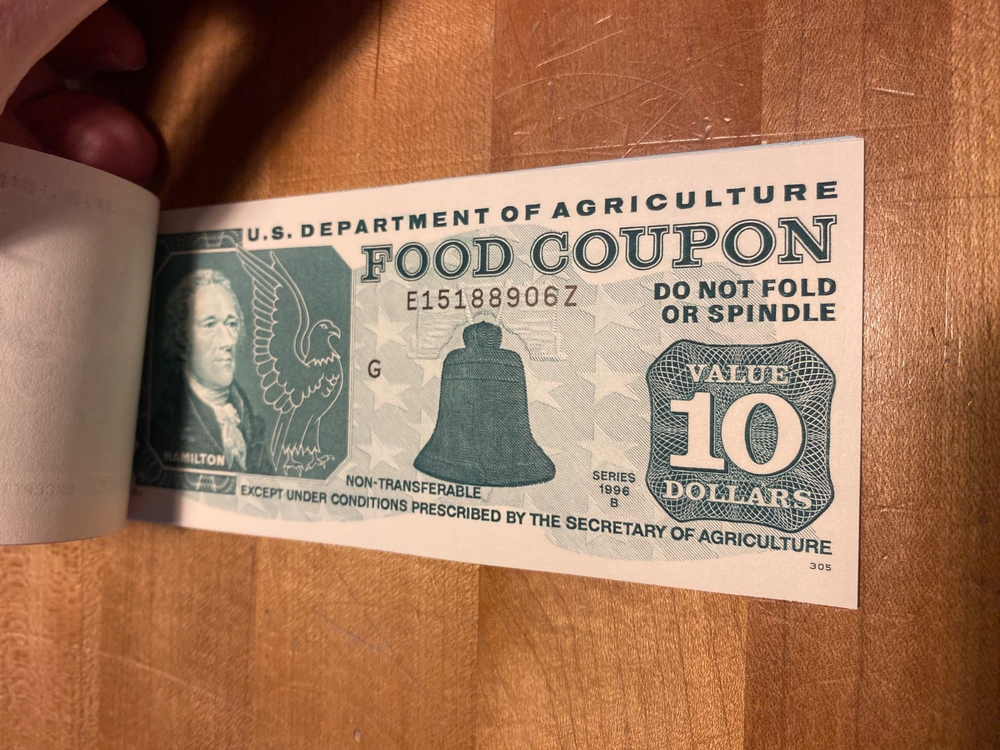 U.S. DEPARTMENT OF AGRICULTURE
FOOD COUPON
E15188906Z
DO NOT FOLD
OR SPINDLE
G
VALUE
10
DOLLARS
HAMILTON
SERIES
1996
B
NON-TRANSFERABLE
EXCEPT UNDER CONDITIONS PRESCRIBED BY THE SECRETARY OF AGRICULTURE
305